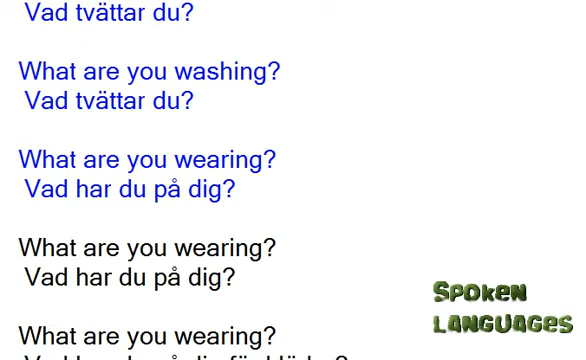 Vad tvättar du?
What are you washing?
Vad tvättar du?
What are you wearing?
Vad har du på dig?
What are you wearing?
Vad har du på dig?
What are you wearing?
SPOKEN
LANGUAGES